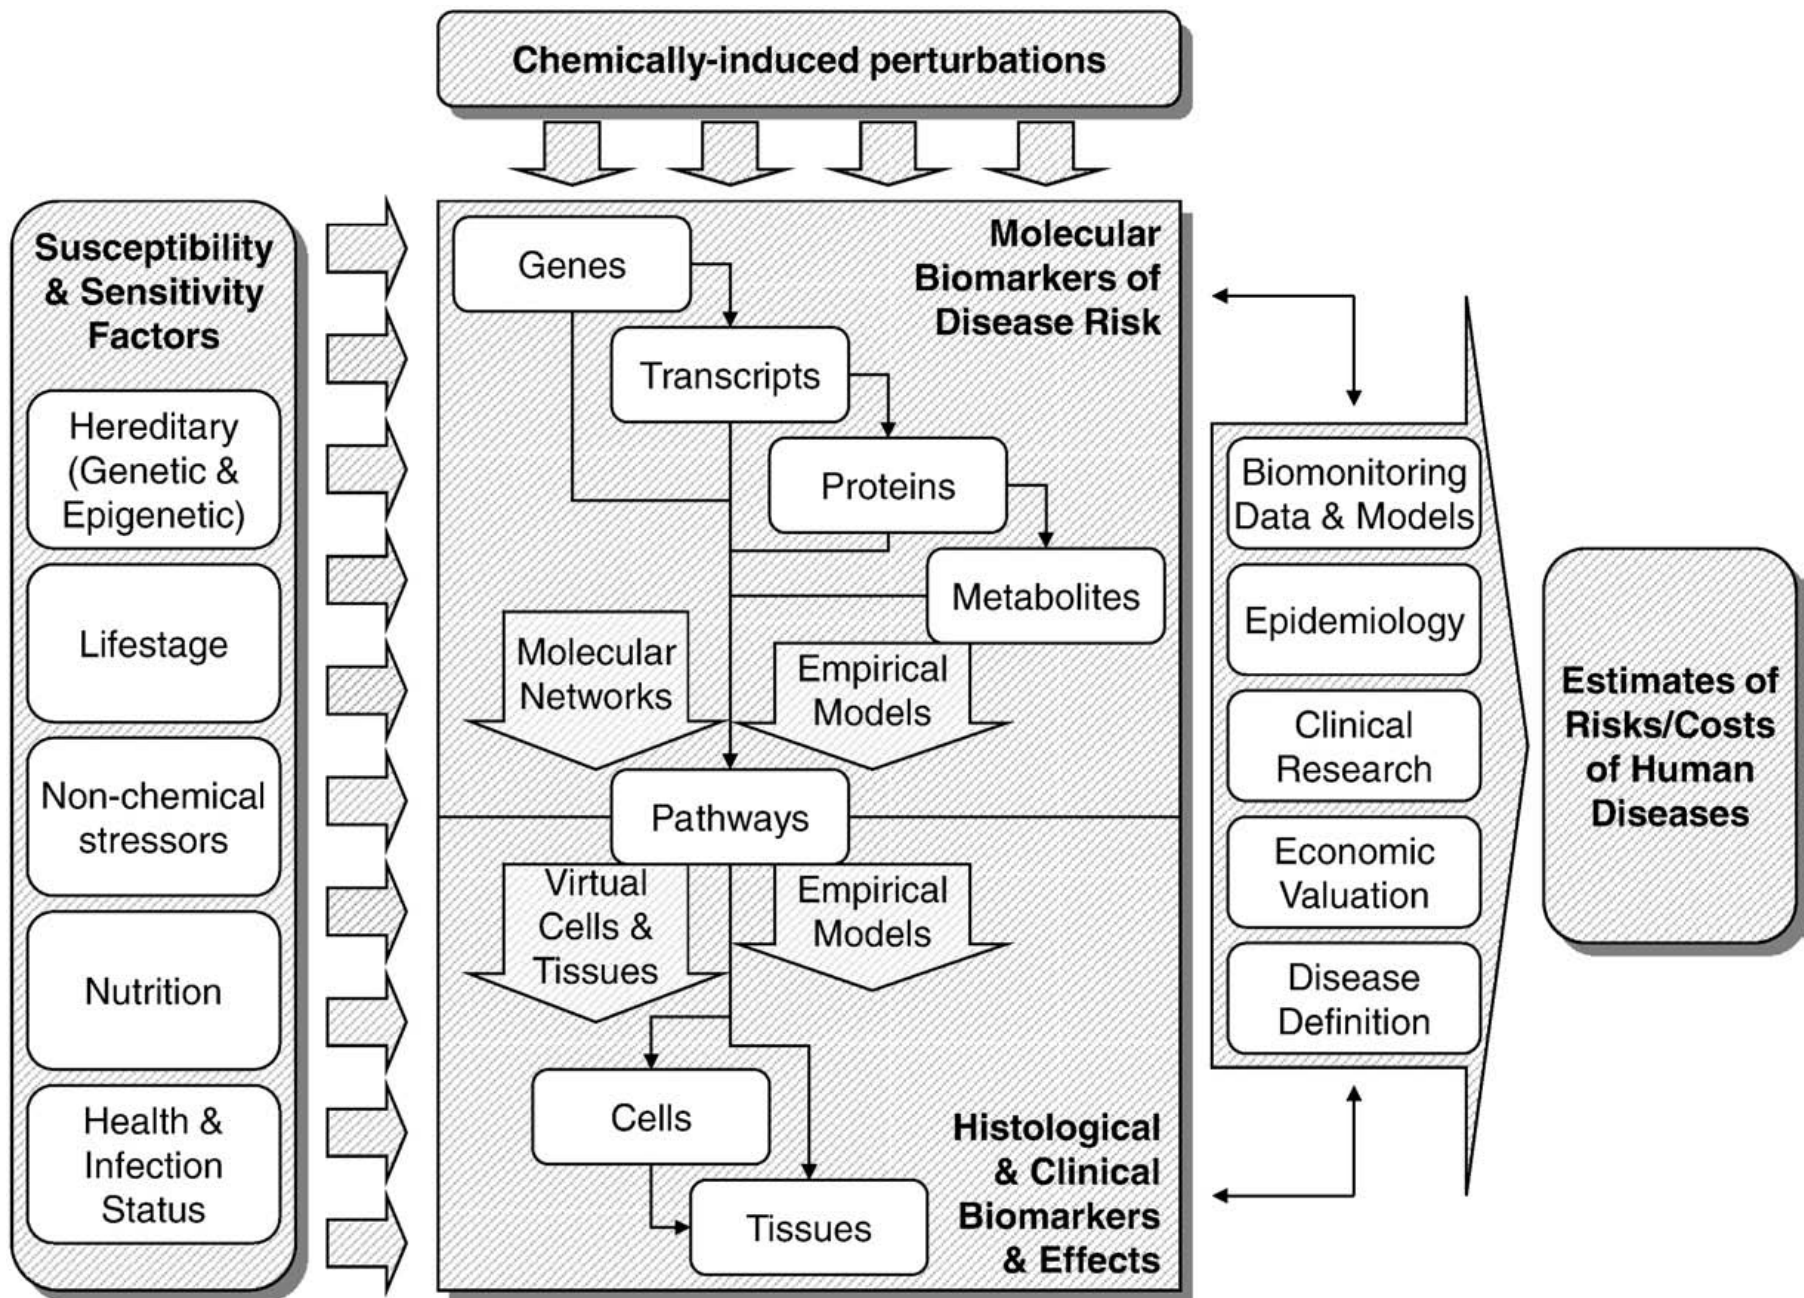 Chemically-induced perturbations
Susceptibility
& Sensitivity
Factors
Hereditary
(Genetic &
Epigenetic)
Lifestage
Non-chemical
stressors
Nutrition
Health &
Infection
Status
Molecular
Biomarkers of
Disease Risk
Genes
Transcripts
Proteins
Metabolites
Molecular
Networks
Empirical
Models
Pathways
Virtual
Cells &
Tissues
Empirical
Models
Cells
Tissues
Histological
& Clinical
Biomarkers
& Effects
Biomonitoring
Data & Models
Epidemiology
Clinical
Research
Economic
Valuation
Disease
Definition
Estimates of
Risks/Costs
of Human
Diseases